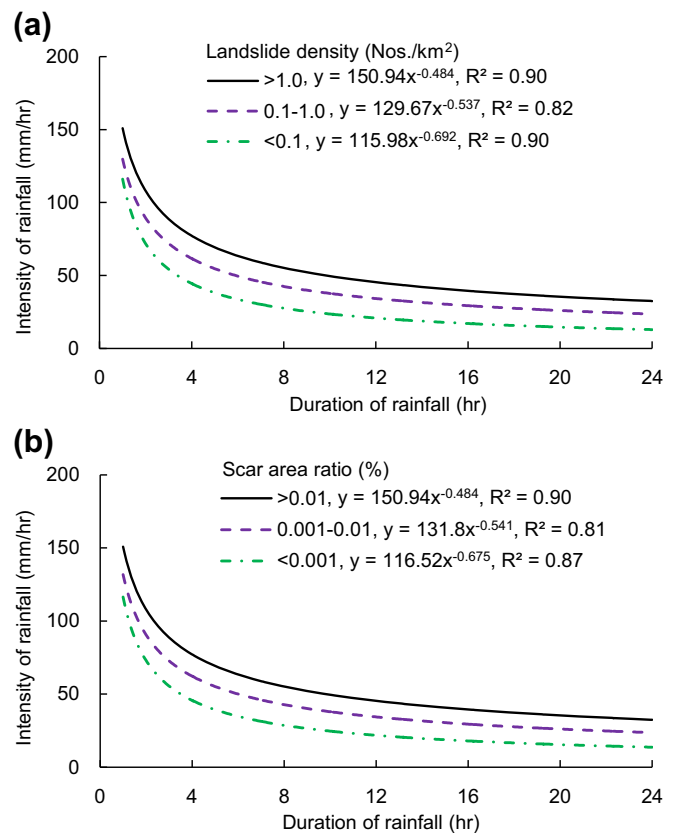 (a)
Landslide density (Nos./km²)
>1.0, y = 150.94x⁻⁰·⁴⁸⁴, R² = 0.90
0.1-1.0 , y = 129.67x⁻⁰·⁵³⁷, R² = 0.82
<0.1, y = 115.98x⁻⁰·⁶⁹², R² = 0.90
Intensity of rainfall (mm/hr)
200
150
100
50
0
0 4 8 12 16 20 24
Duration of rainfall (hr)
(b)
Scar area ratio (%)
>0.01, y = 150.94x⁻⁰·⁴⁸⁴, R² = 0.90
0.001-0.01, y = 131.8x⁻⁰·⁵⁴¹, R² = 0.81
<0.001, y = 116.52x⁻⁰·⁶⁷⁵, R² = 0.87
Intensity of rainfall (mm/hr)
200
150
100
50
0
0 4 8 12 16 20 24
Duration of rainfall (hr)